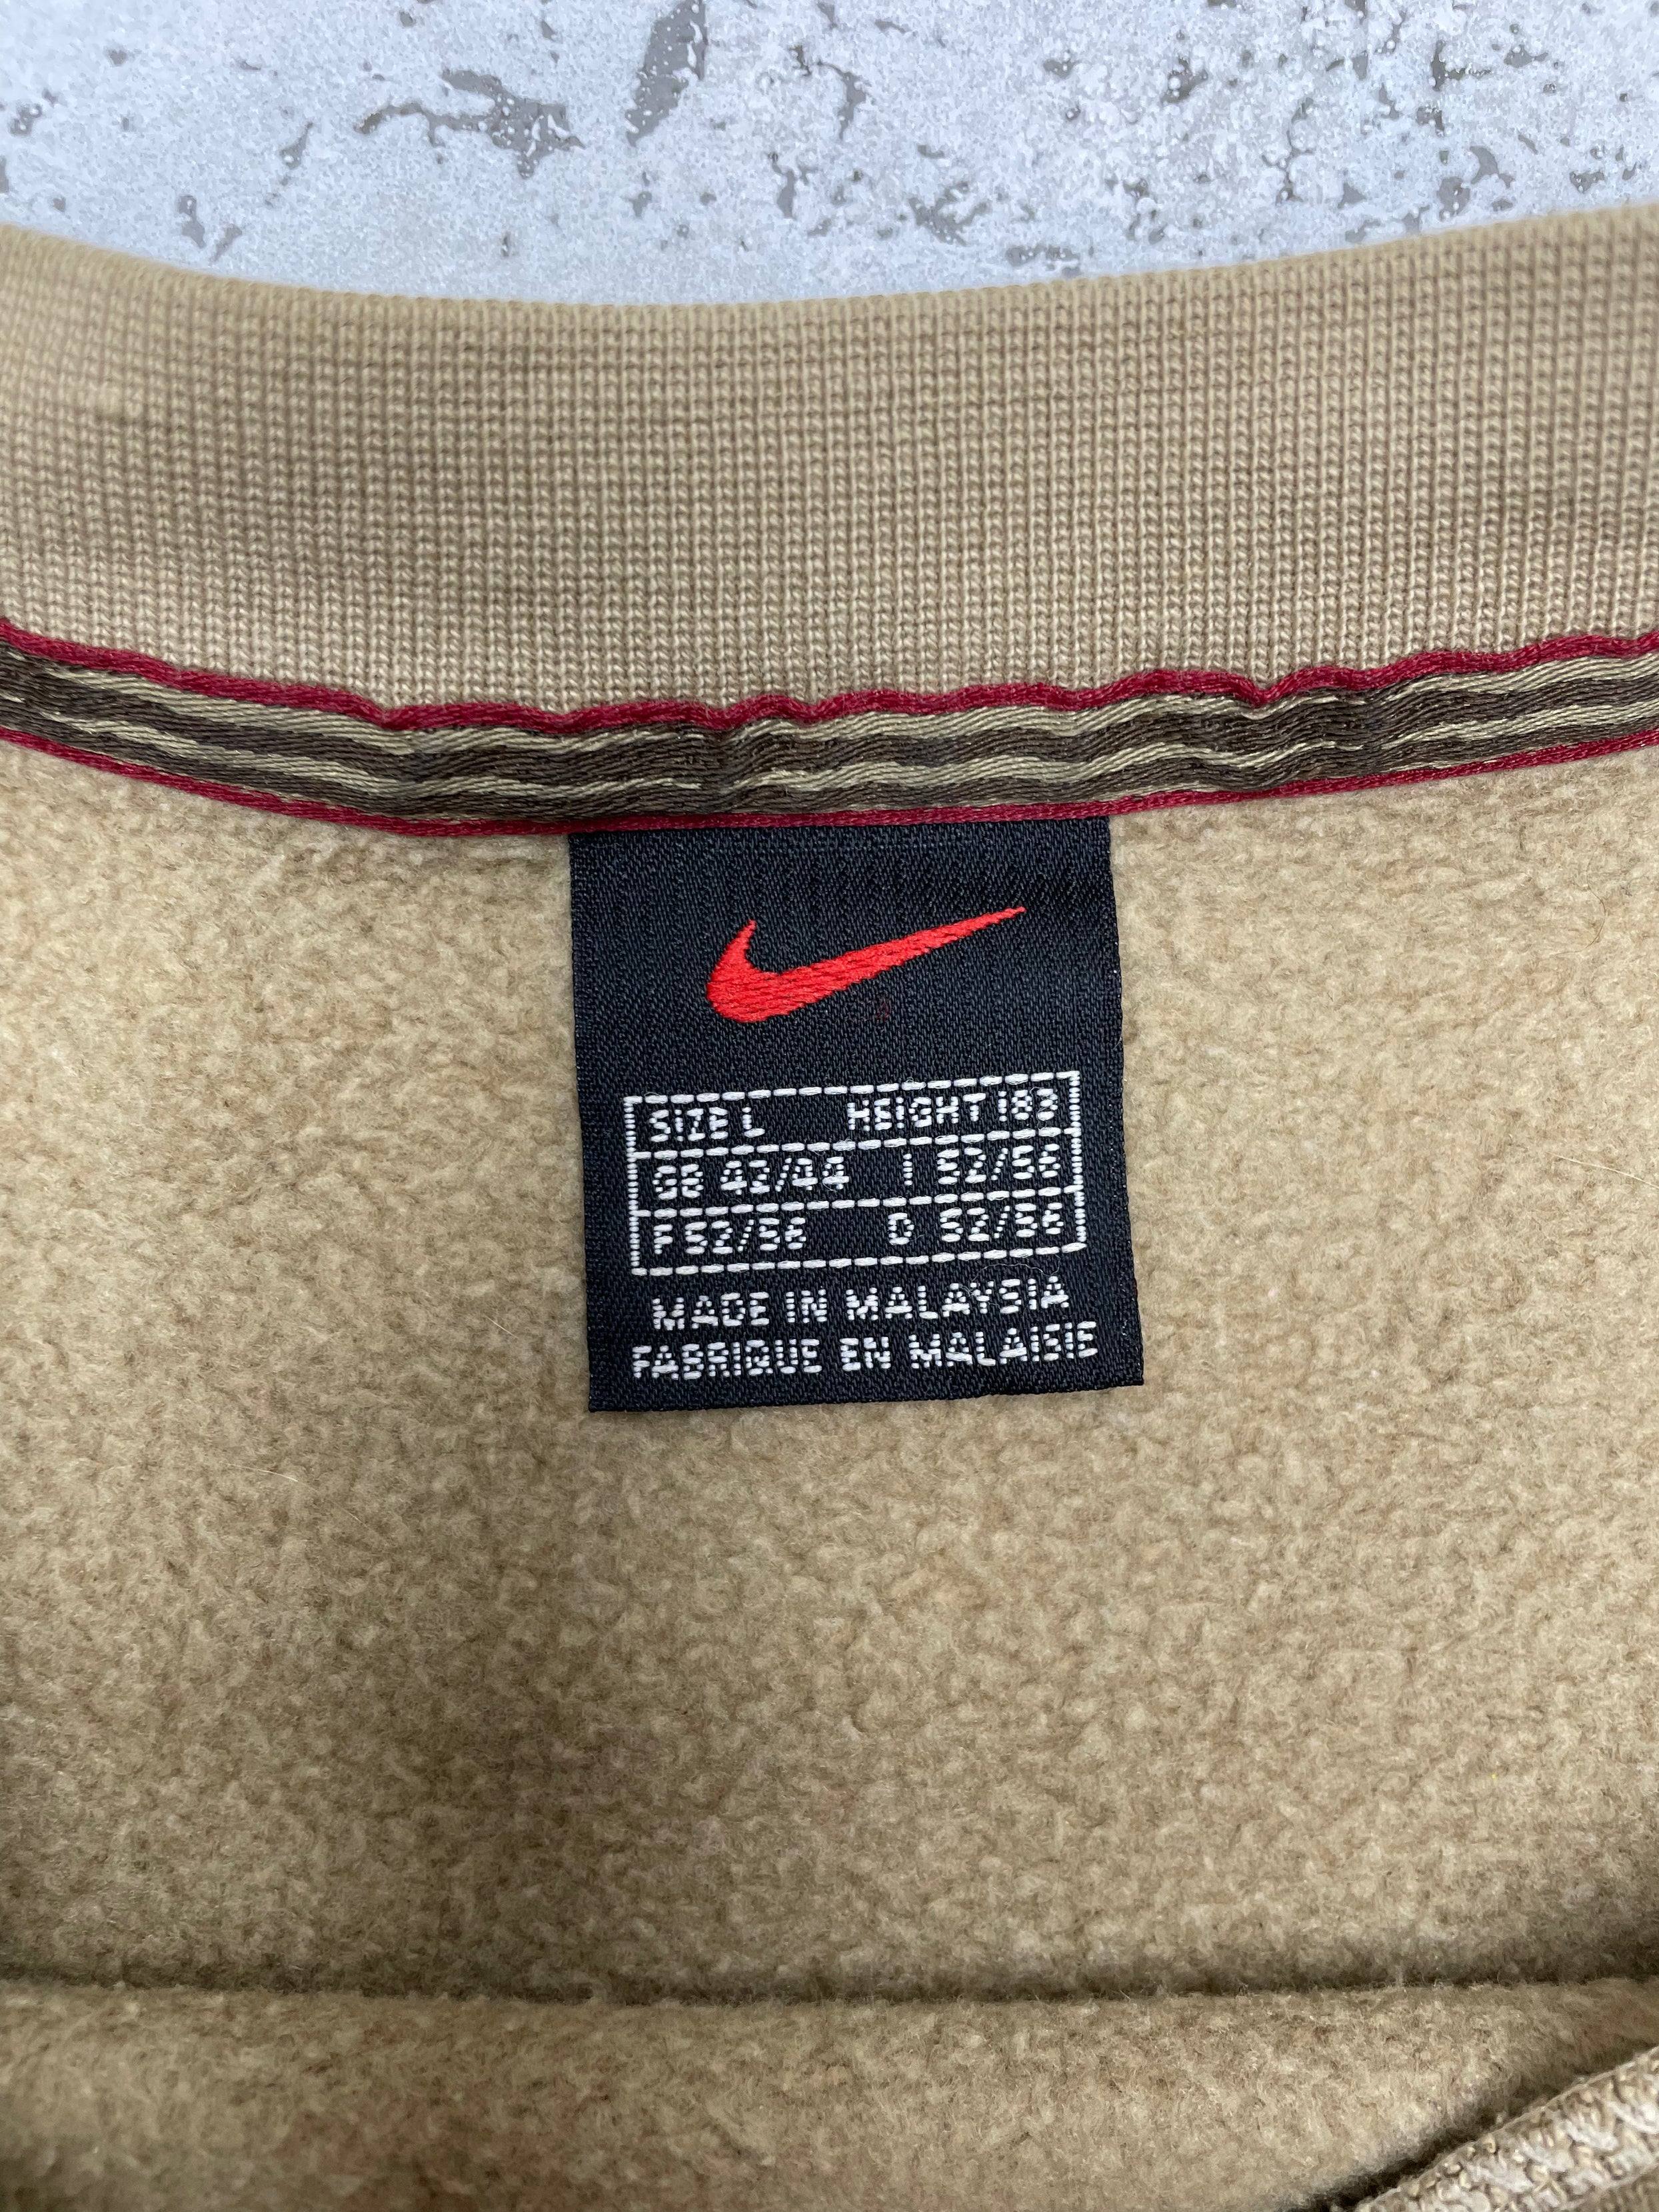 SIZE L HEIGHT 183
GB 42/44 I 52/56
F 52/56 D 52/56
MADE IN MALAYSIA
FABRIQUE EN MALAISIE